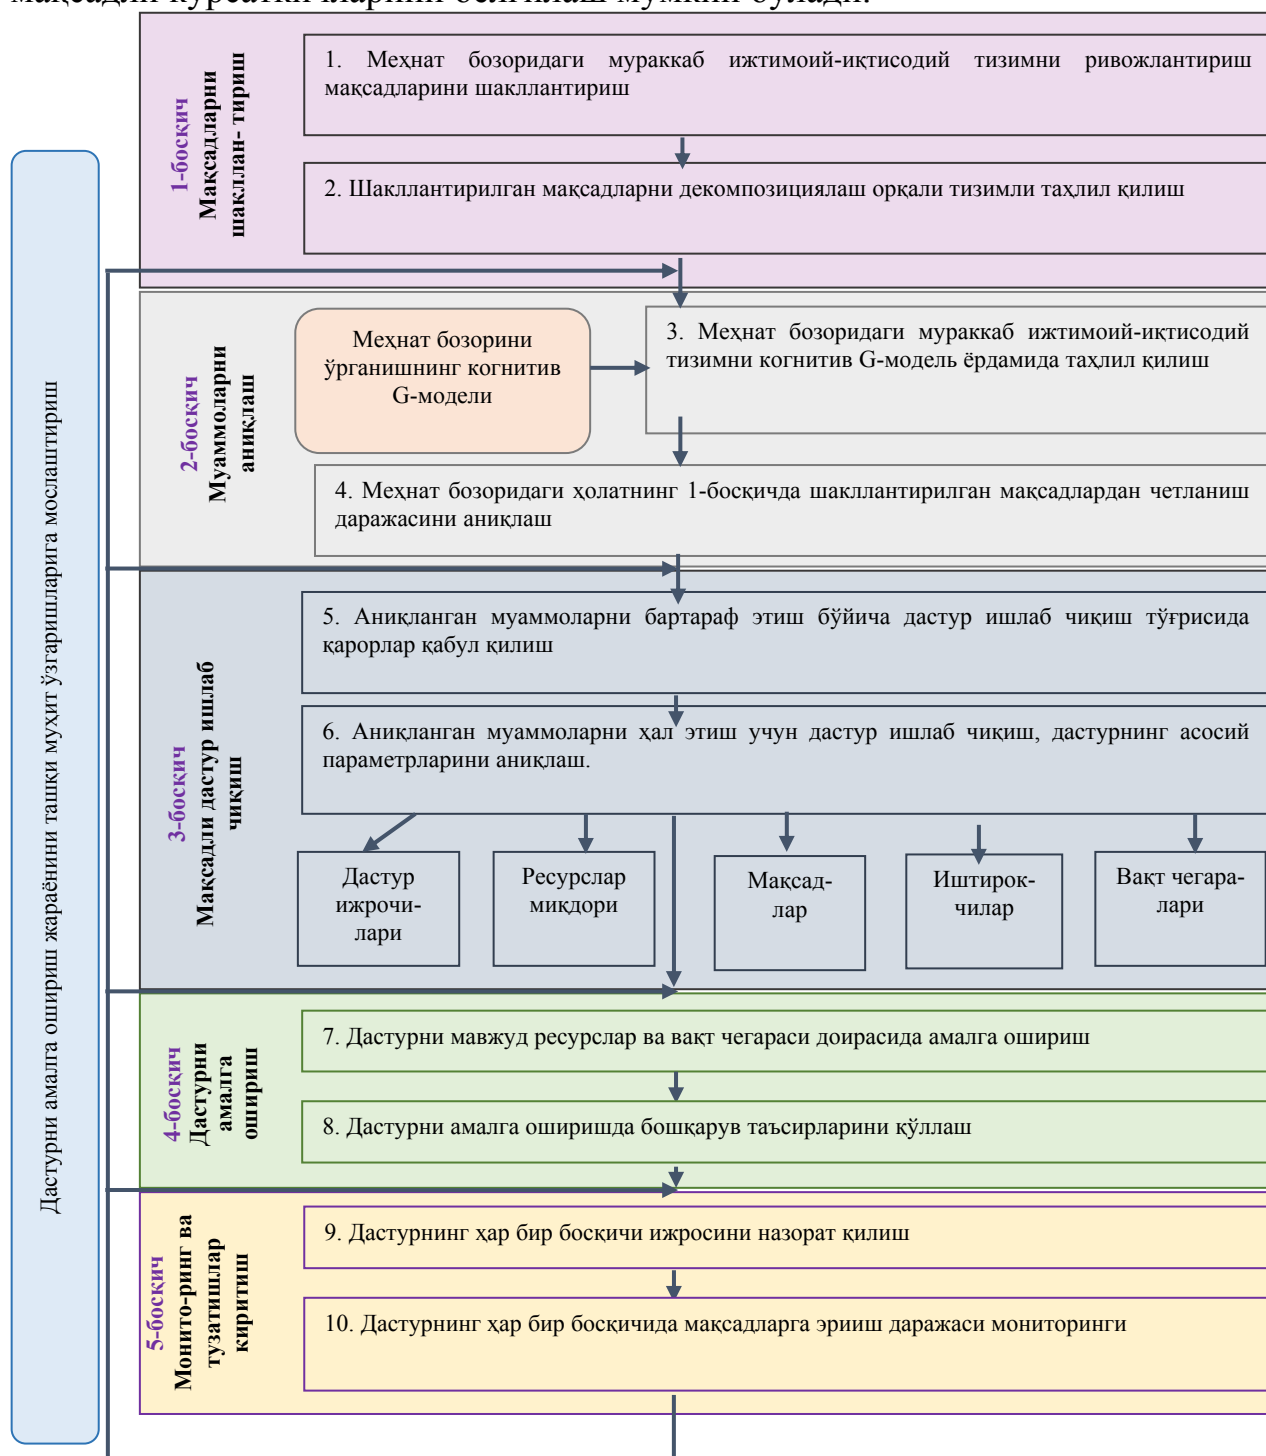 мақсадли кўрсаткичларини белгилаш мумкин бўлади.
Дастурни амалга ошириш жараёнини ташқи муҳит ўзгаришларига мослаштириш
1-босқич
Мақсадларни
шакллан- тириш
1. Меҳнат бозоридаги мураккаб ижтимоий-иқтисодий тизимни ривожлантириш
мақсадларини шакллантириш
2. Шакллантирилган мақсадларни декомпозициялаш орқали тизимли таҳлил қилиш
2-босқич
Муаммоларни
аниқлаш
Меҳнат бозорини
ўрганишнинг когнитив
G-модели
3. Меҳнат бозоридаги мураккаб ижтимоий-иқтисодий
тизимни когнитив G-модель ёрдамида таҳлил қилиш
4. Меҳнат бозоридаги ҳолатнинг 1-босқичда шакллантирилган мақсадлардан четланиш
даражасини аниқлаш
3-босқич
Мақсадли дастур ишлаб
чиқиш
5. Аниқланган муаммоларни бартараф этиш бўйича дастур ишлаб чиқиш тўғрисида
қарорлар қабул қилиш
6. Аниқланган муаммоларни ҳал этиш учун дастур ишлаб чиқиш, дастурнинг асосий
параметрларини аниқлаш.
Дастур
ижрочи-
лари
Ресурслар
миқдори
Мақсад-
лар
Иштирок-
чилар
Вақт чегара-
лари
4-босқич
Дастурни
амалга
ошириш
7. Дастурни мавжуд ресурслар ва вақт чегараси доирасида амалга ошириш
8. Дастурни амалга оширишда бошқарув таъсирларини қўллаш
5-босқич
Монито-ринг ва
тузатишлар
киритиш
9. Дастурнинг ҳар бир босқичи ижросини назорат қилиш
10. Дастурнинг ҳар бир босқичида мақсадларга эрииш даражаси мониторинги